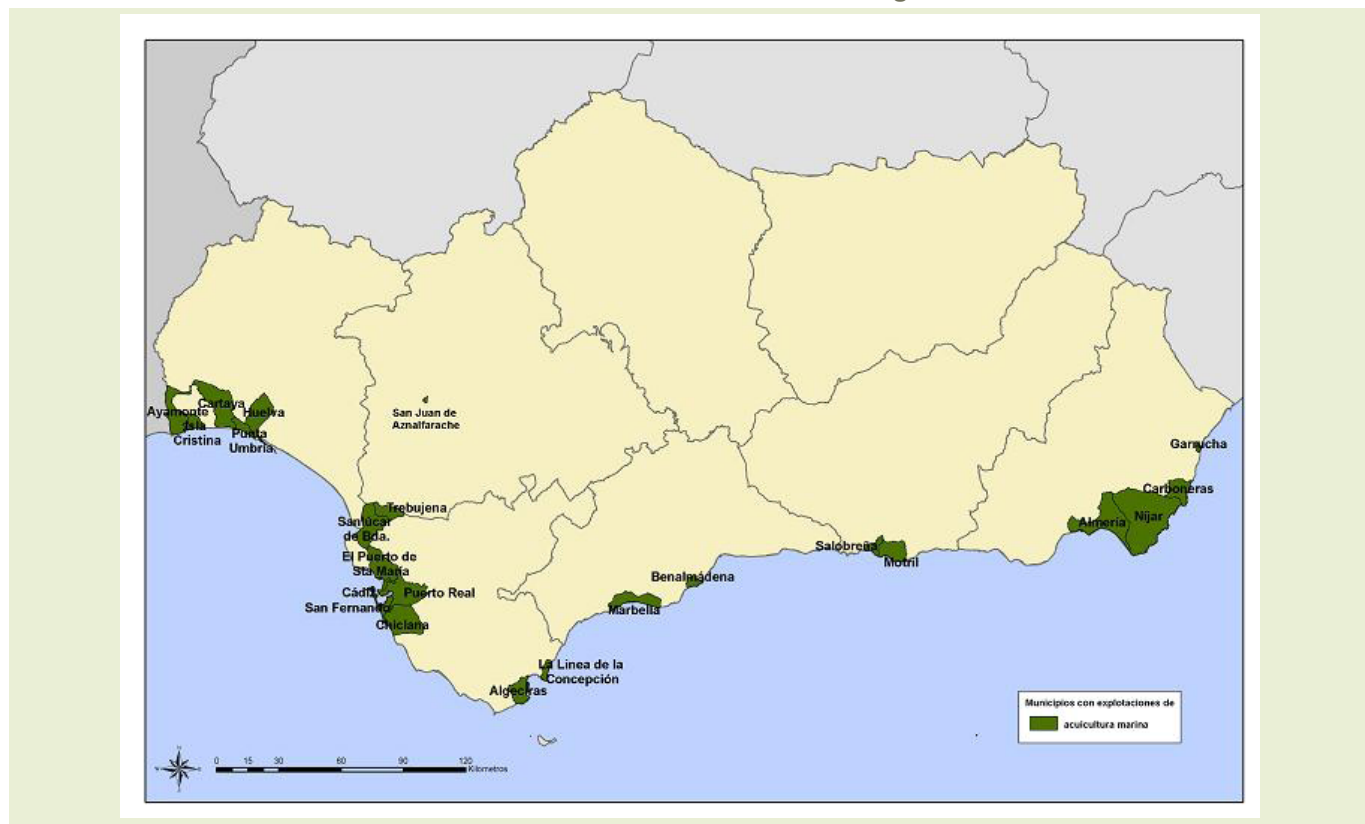 Ayamonte
Cartaya
Huelva
Isla
Cristina
Punta
Umbría
San Juan de
Aznalfarache
Garrucha
Carboneras
Níjar
Almería
Trebujena
Sanlúcar
de Bda.
El Puerto de
Sta María
Cádiz
Puerto Real
San Fernando
Chiclana
Salobreña
Motril
Benalmádena
Marbella
La Linea de la
Concepción
Algeciras
Municipios con explotaciones de
acuicultura marina
0 15 30 60 90 120
Kilometros